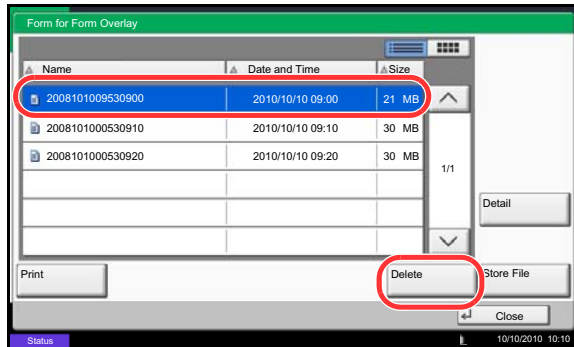 Form for Form Overlay
Name Date and Time Size
2008101009530900 2010/10/10 09:00 21 MB
2008101000530910 2010/10/10 09:10 30 MB
2008101000530920 2010/10/10 09:20 30 MB
1/1
Detail
Print Delete Store File
Close
Status 10/10/2010 10:10